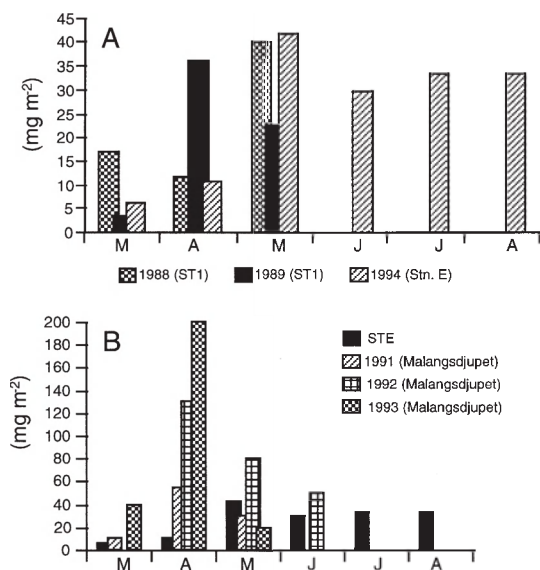 A
(mg m-2)
45
40
35
30
25
20
15
10
5
0
M A M J J A
1988 (ST1) 1989 (ST1) 1994 (Stn. E)
B
(mg m-2)
200
180
160
140
120
100
80
60
40
20
0
STE
1991 (Malangsdjupet)
1992 (Malangsdjupet)
1993 (Malangsdjupet)
M A M J J A